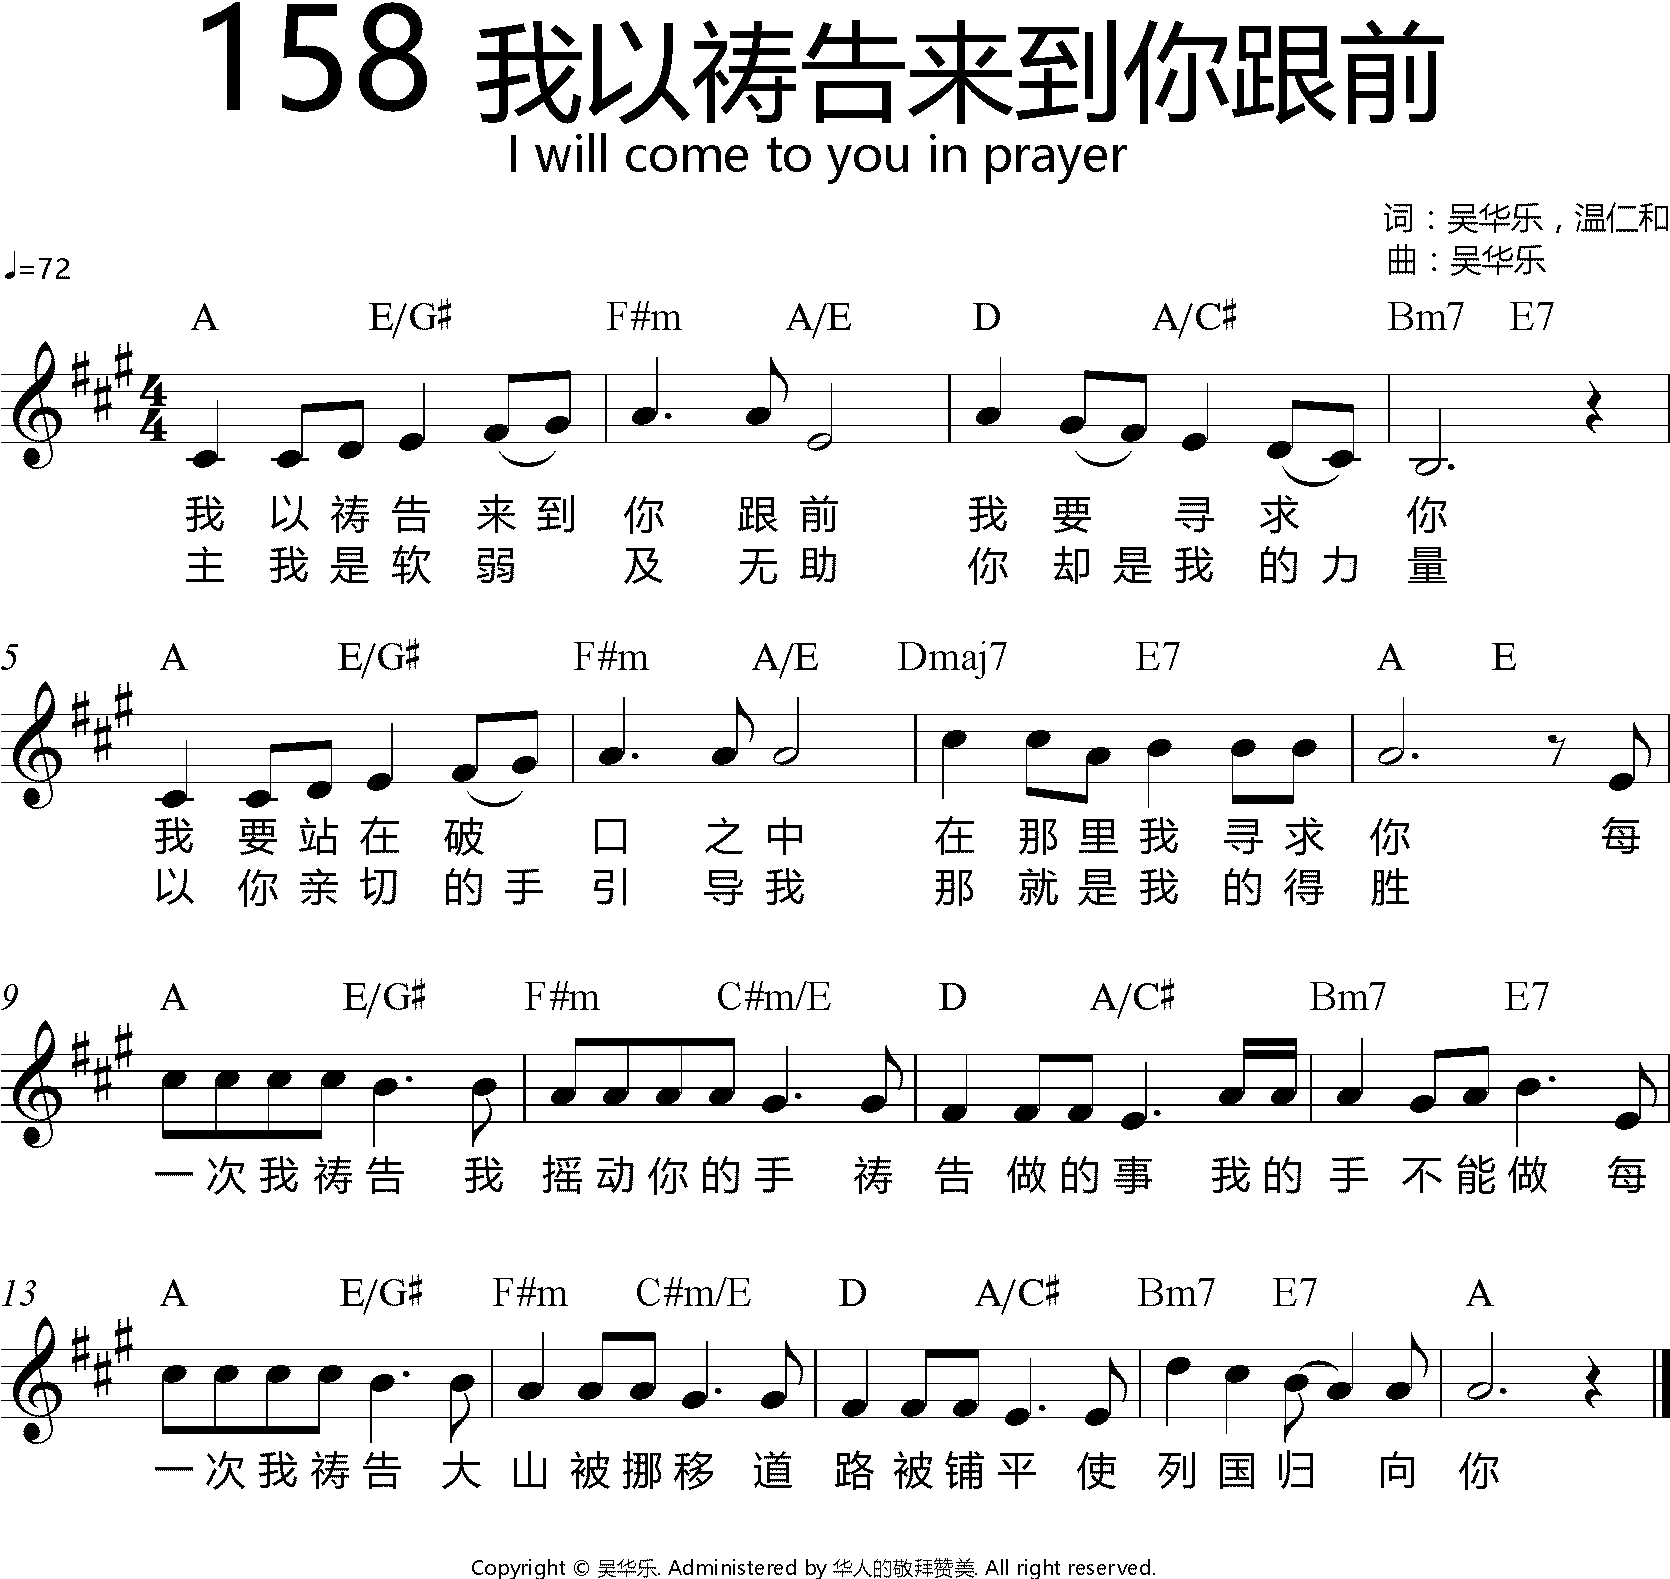 158 我以祷告来到你跟前
I will come to you in prayer
词：吴华乐，温仁和
♩=72
曲：吴华乐
A E/G♯ F#m A/E D A/C♯ Bm7 E7
4/4
我 以 祷 告 来 到 你 跟 前 我 要 寻 求 你
主 我 是 软 弱 及 无 助 你 却 是 我 的 力 量
5 A E/G♯ F#m A/E Dmaj7 E7 A E
我 要 站 在 破 口 之 中 在 那 里 我 寻 求 你 每
以 你 亲 切 的 手 引 导 我 那 就 是 我 的 得 胜
9 A E/G♯ F#m C#m/E D A/C♯ Bm7 E7
一 次 我 祷 告 我 摇 动 你 的 手 祷 告 做 的 事 我 的 手 不 能 做 每
13 A E/G♯ F#m C#m/E D A/C♯ Bm7 E7 A
一 次 我 祷 告 大 山 被 挪 移 道 路 被 铺 平 使 列 国 归 向 你
Copyright © 吴华乐. Administered by 华人的敬拜赞美. All right reserved.